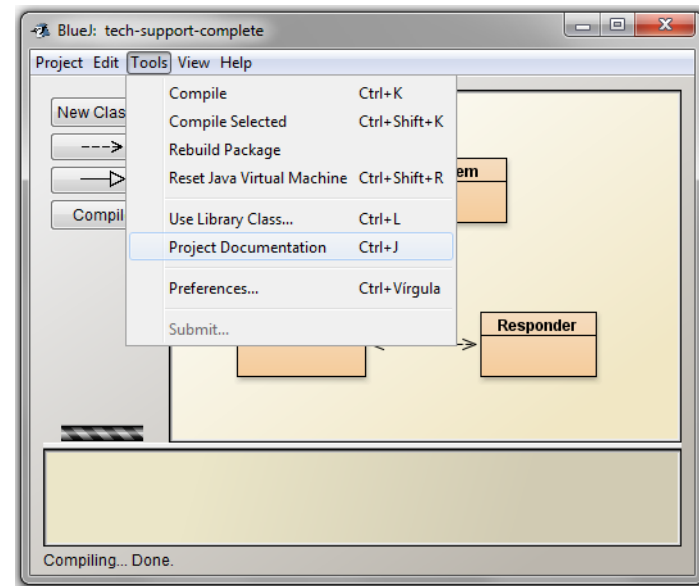 BlueJ: tech-support-complete
Project Edit Tools View Help
New Clas
Compil
Compile Ctrl+K
Compile Selected Ctrl+Shift+K
Rebuild Package
Reset Java Virtual Machine Ctrl+Shift+R
Use Library Class... Ctrl+L
Project Documentation Ctrl+J
Preferences... Ctrl+Vírgula
Submit...
em
Responder
Compiling... Done.